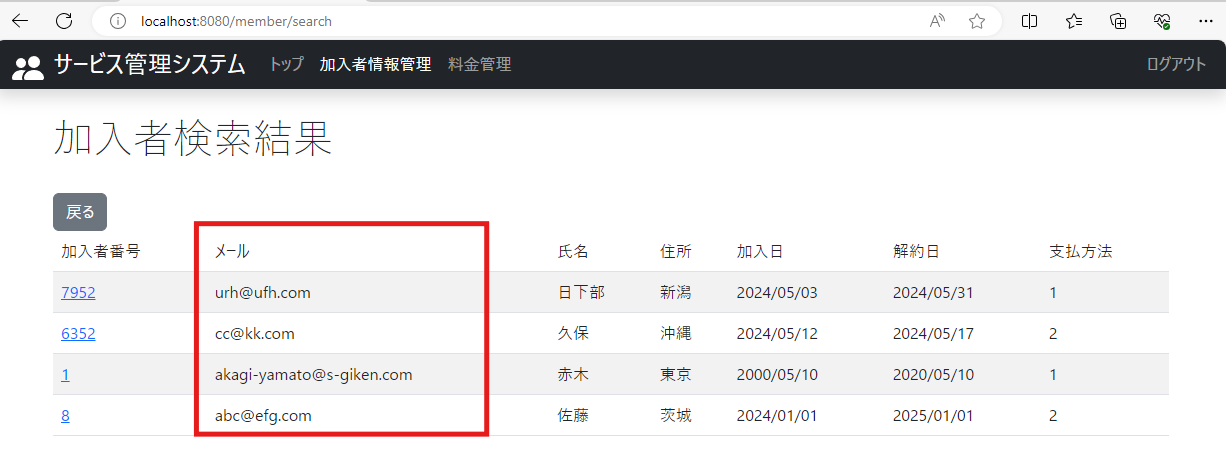 localhost:8080/member/search
サービス管理システム トップ 加入者情報管理 料金管理 ログアウト
加入者検索結果
戻る
加入者番号 メール 氏名 住所 加入日 解約日 支払方法
7952 urh@ufh.com 日下部 新潟 2024/05/03 2024/05/31 1
6352 cc@kk.com 久保 沖縄 2024/05/12 2024/05/17 2
1 akagi-yamato@s-giken.com 赤木 東京 2000/05/10 2020/05/10 1
8 abc@efg.com 佐藤 茨城 2024/01/01 2025/01/01 2